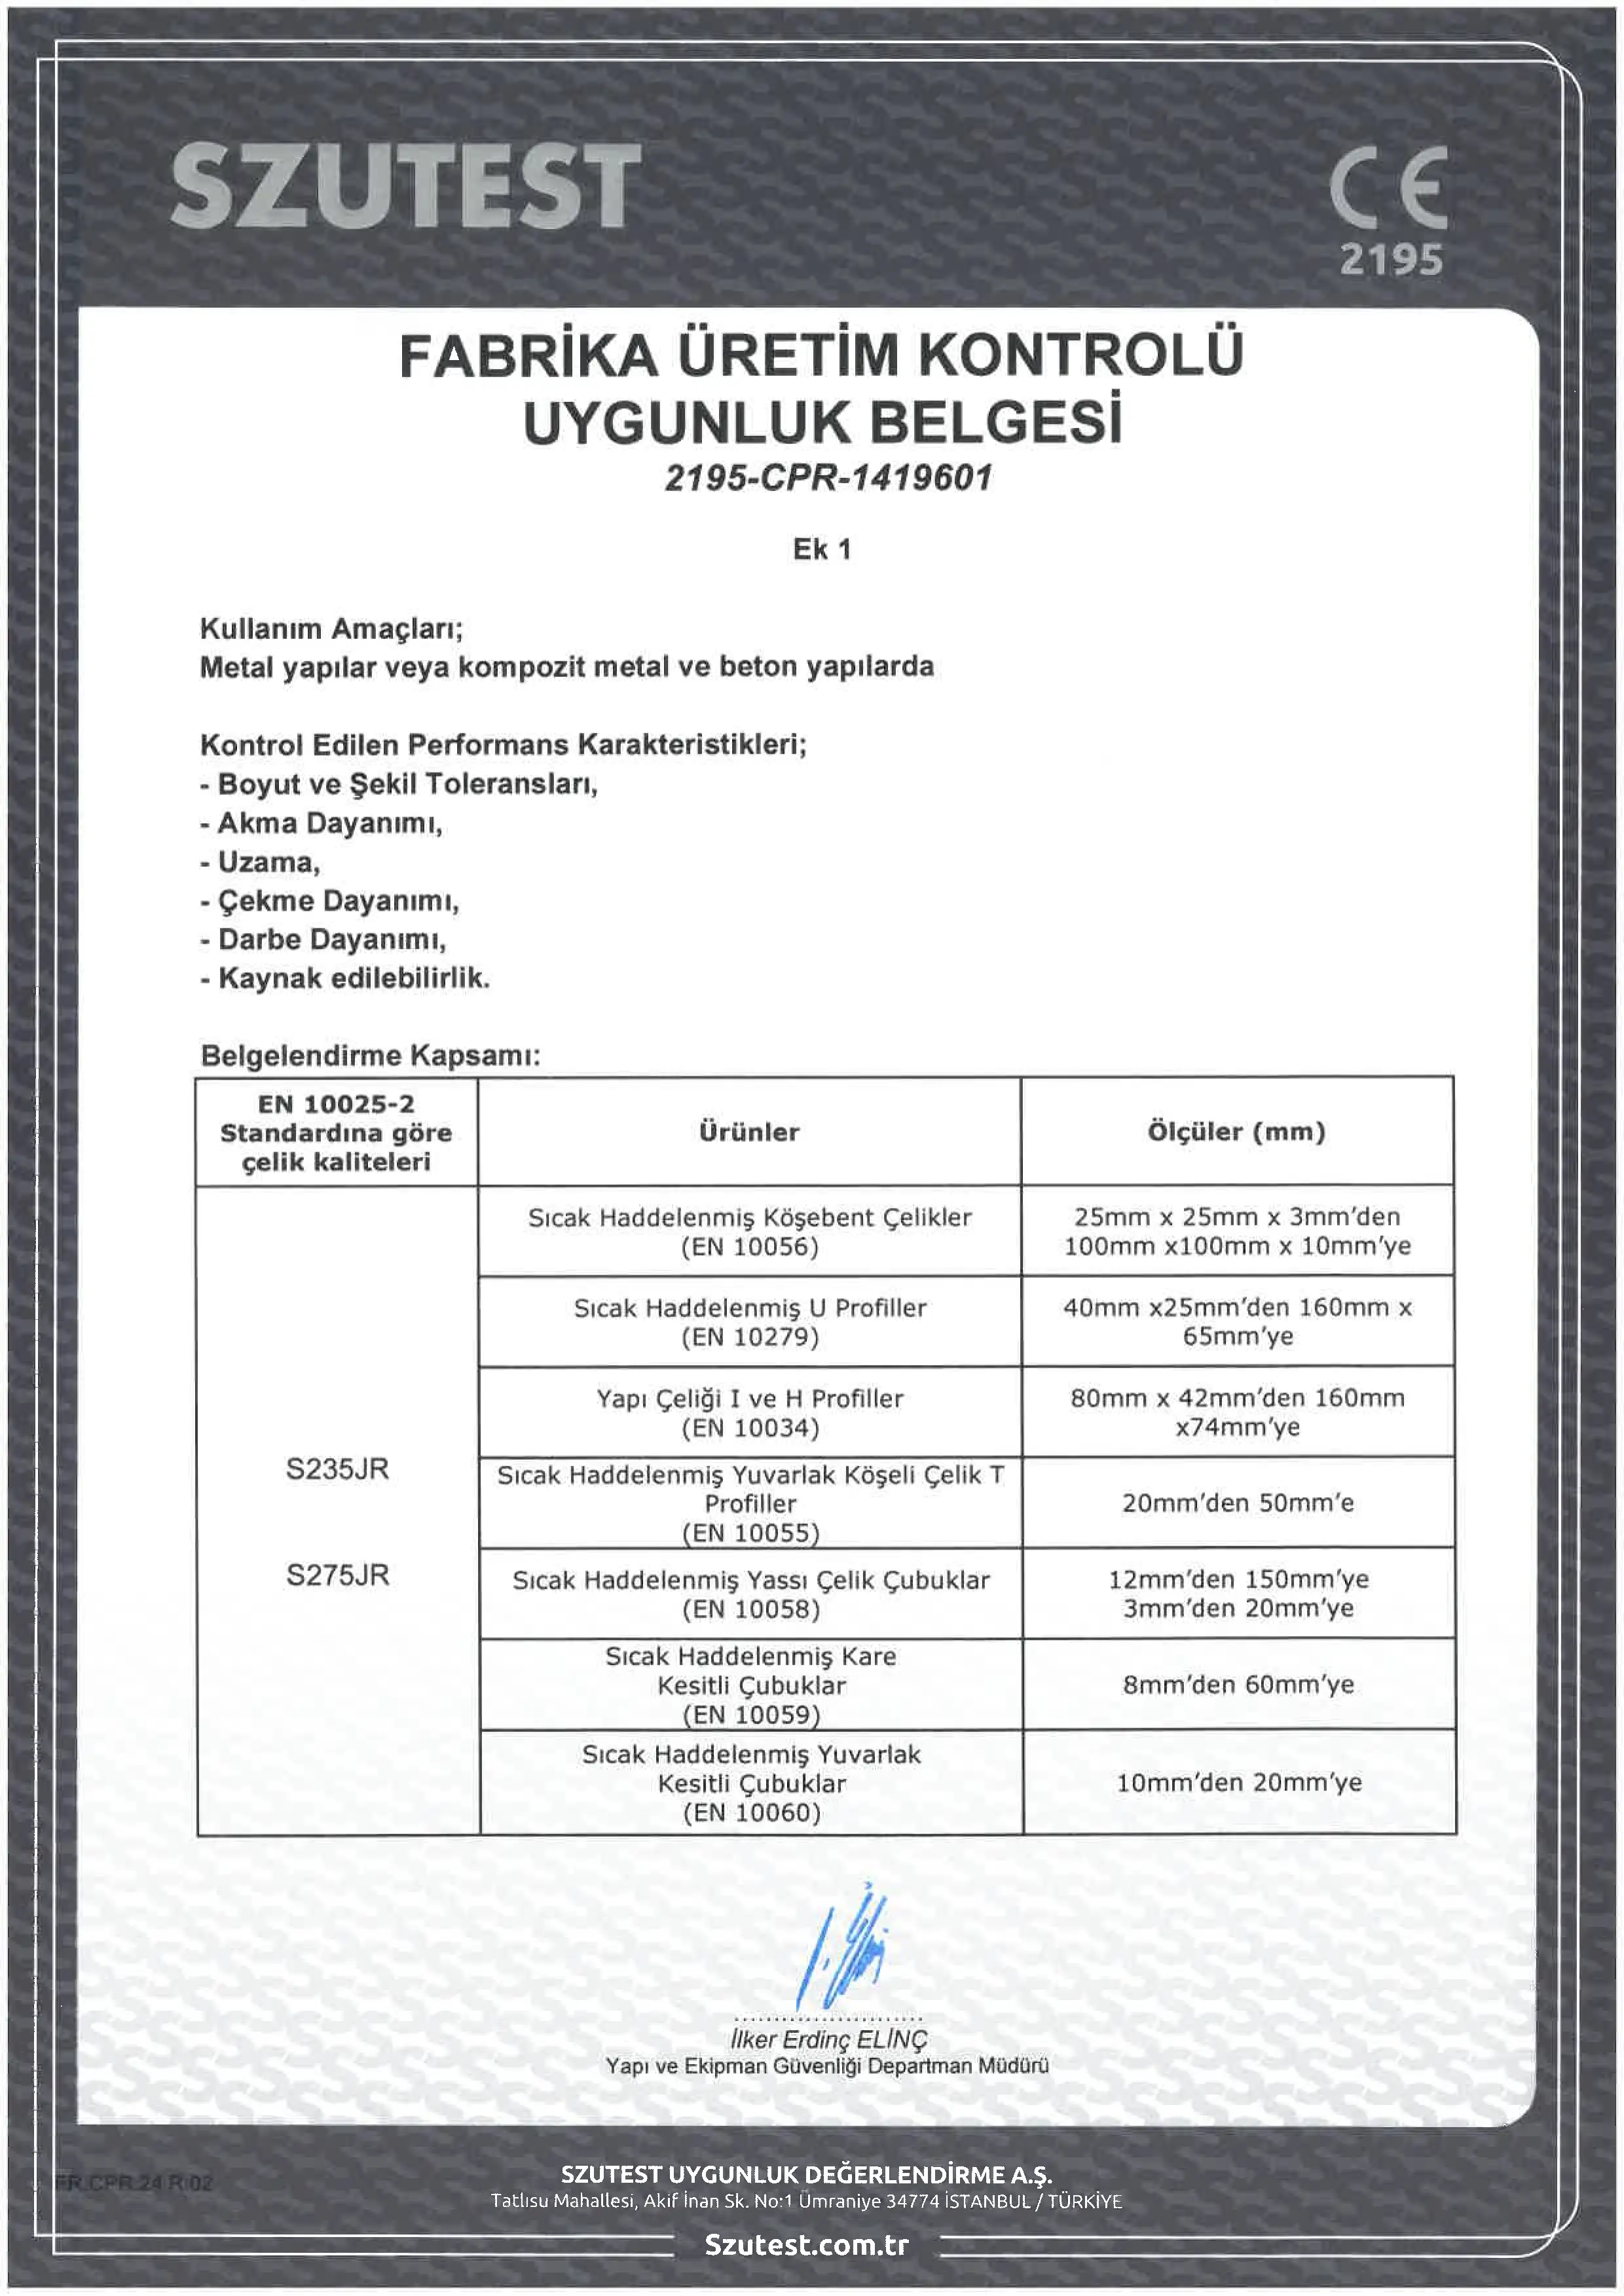 SZUTEST
CE
2195
FABRİKA ÜRETİM KONTROLÜ
UYGUNLUK BELGESİ
2195-CPR-1419601
Ek 1
Kullanım Amaçları;
Metal yapılar veya kompozit metal ve beton yapılarda
Kontrol Edilen Performans Karakteristikleri;
- Boyut ve Şekil Toleransları,
- Akma Dayanımı,
- Uzama,
- Çekme Dayanımı,
- Darbe Dayanımı,
- Kaynak edilebilirlik.
Belgelendirme Kapsamı:
EN 10025-2
Standardına göre
çelik kaliteleri
Ürünler
Ölçüler (mm)
S235JR
S275JR
Sıcak Haddelenmiş Köşebent Çelikler
(EN 10056)
25mm x 25mm x 3mm'den
100mm x100mm x 10mm'ye
Sıcak Haddelenmiş U Profiller
(EN 10279)
40mm x25mm'den 160mm x
65mm'ye
Yapı Çeliği I ve H Profiller
(EN 10034)
80mm x 42mm'den 160mm
x74mm'ye
Sıcak Haddelenmiş Yuvarlak Köşeli Çelik T
Profiller
(EN 10055)
20mm'den 50mm'e
Sıcak Haddelenmiş Yassı Çelik Çubuklar
(EN 10058)
12mm'den 150mm'ye
3mm'den 20mm'ye
Sıcak Haddelenmiş Kare
Kesitli Çubuklar
(EN 10059)
8mm'den 60mm'ye
Sıcak Haddelenmiş Yuvarlak
Kesitli Çubuklar
(EN 10060)
10mm'den 20mm'ye
İlker Erdinç ELİNÇ
Yapı ve Ekipman Güvenliği Departman Müdürü
FR.CPR.24 R:02
SZUTEST UYGUNLUK DEĞERLENDİRME A.Ş.
Tatlısu Mahallesi, Akif İnan Sk. No:1 Ümraniye 34774 İSTANBUL / TÜRKİYE
Szutest.com.tr